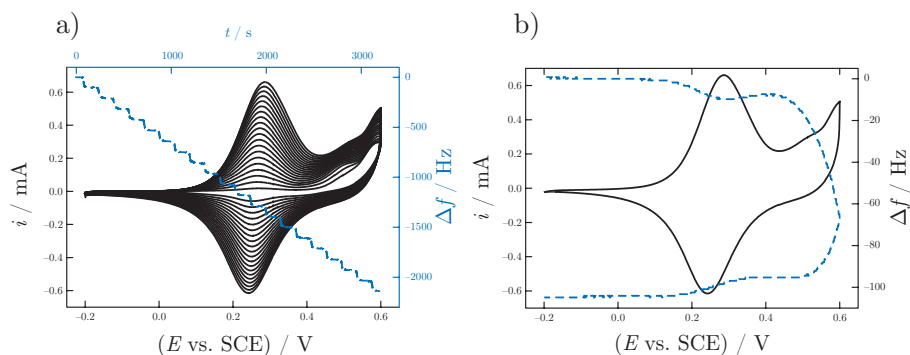 a)
t / s
0 1000 2000 3000
0.6
0.4
0.2
0.0
−0.2
−0.4
−0.6
i / mA
0
−500
−1000
−1500
−2000
Δf / Hz
−0.2 0.0 0.2 0.4 0.6
(E vs. SCE) / V
b)
0.6
0.4
0.2
0.0
−0.2
−0.4
−0.6
i / mA
0
−20
−40
−60
−80
−100
Δf / Hz
−0.2 0.0 0.2 0.4 0.6
(E vs. SCE) / V